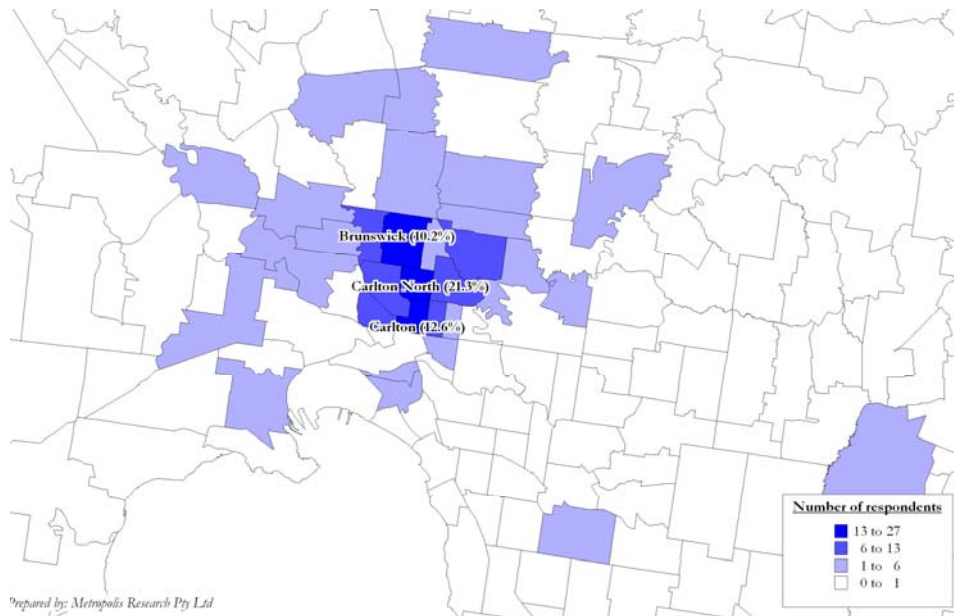 Brunswick (10.2%)
Carlton North (21.3%)
Carlton (12.6%)
Number of respondents
13 to 27
6 to 13
1 to 6
0 to 1
Prepared by: Metropolis Research Pty Ltd